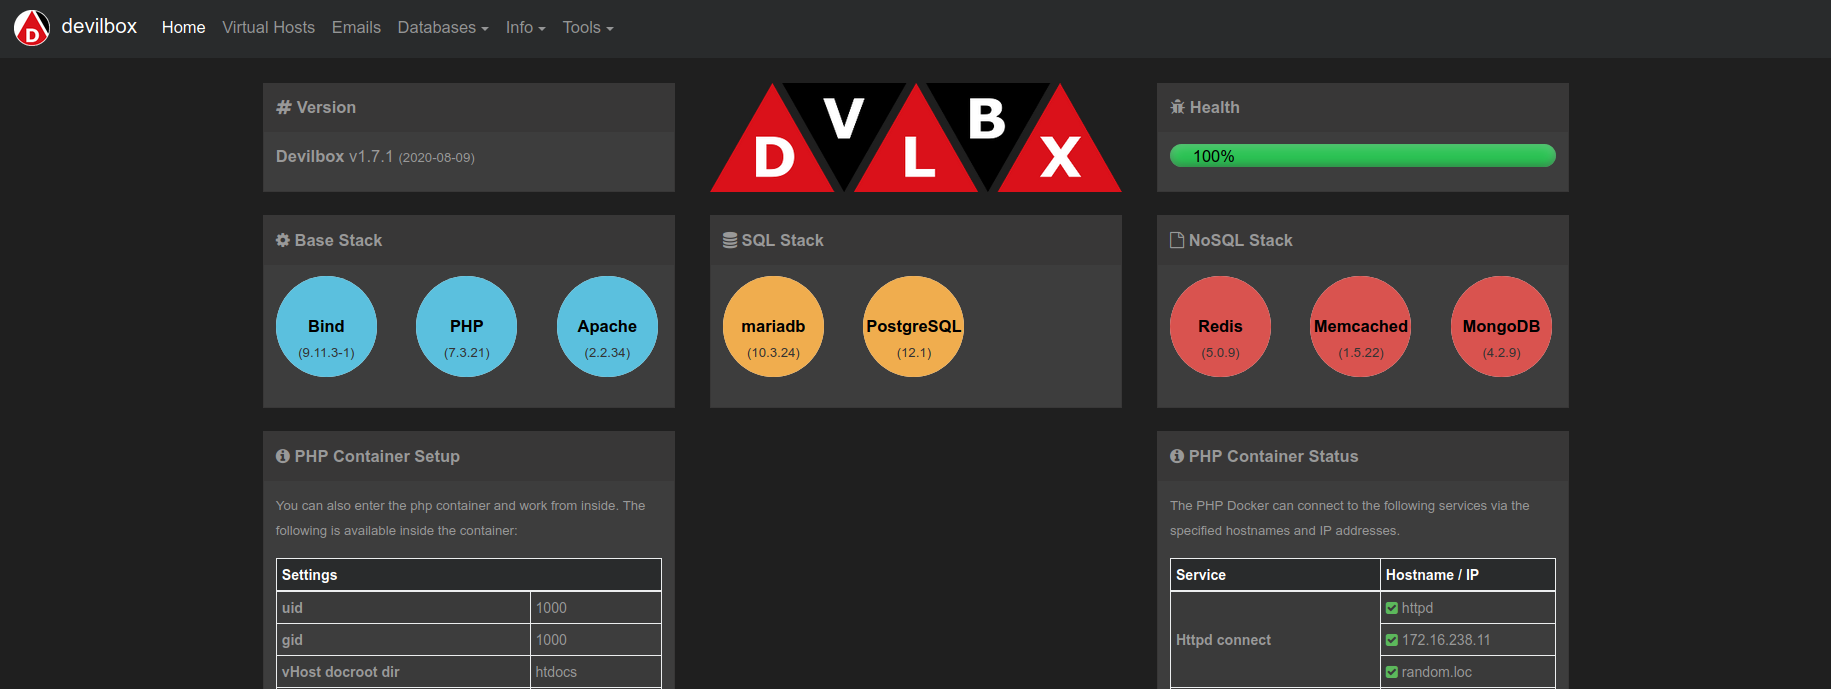 devilbox Home Virtual Hosts Emails Databases Info Tools
D
# Version
Devilbox v1.7.1 (2020-08-09)
D V L B X
Health
100%
Base Stack
Bind
(9.11.3-1)
PHP
(7.3.21)
Apache
(2.2.34)
SQL Stack
mariadb
(10.3.24)
PostgreSQL
(12.1)
NoSQL Stack
Redis
(5.0.9)
Memcached
(1.5.22)
MongoDB
(4.2.9)
PHP Container Setup
You can also enter the php container and work from inside. The
following is available inside the container:
Settings
uid 1000
gid 1000
vHost docroot dir htdocs
PHP Container Status
The PHP Docker can connect to the following services via the
specified hostnames and IP addresses.
Service Hostname / IP
Httpd connect
httpd
172.16.238.11
random.loc